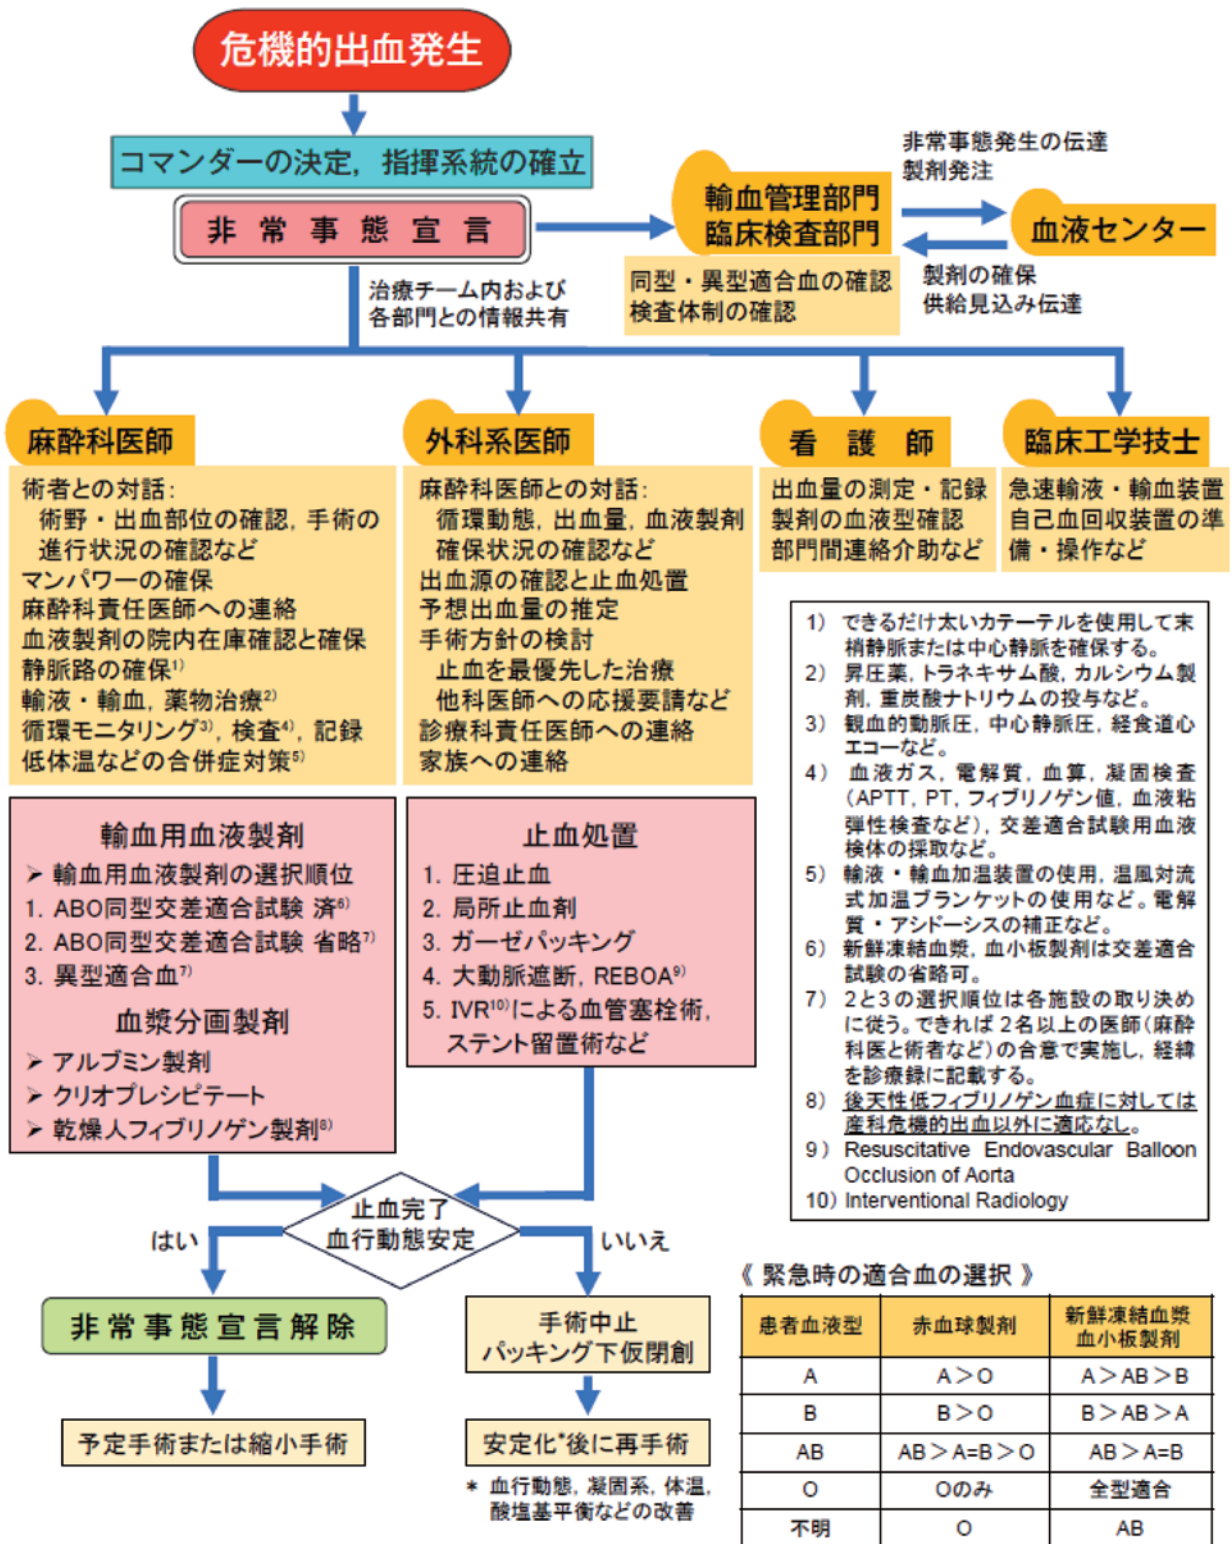 危機的出血発生
コマンダーの決定，指揮系統の確立
非常事態宣言
輸血管理部門
臨床検査部門
同型・異型適合血の確認
検査体制の確認
非常事態発生の伝達
製剤発注
血液センター
製剤の確保
供給見込み伝達
治療チーム内および
各部門との情報共有
麻酔科医師
術者との対話：
術野・出血部位の確認，手術の
進行状況の確認など
マンパワーの確保
麻酔科責任医師への連絡
血液製剤の院内在庫確認と確保
静脈路の確保1)
輸液・輸血，薬物治療2)
循環モニタリング3)，検査4)，記録
低体温などの合併症対策5)
外科系医師
麻酔科医師との対話：
循環動態，出血量，血液製剤
確保状況の確認など
出血源の確認と止血処置
予想出血量の推定
手術方針の検討
止血を最優先した治療
他科医師への応援要請など
診療科責任医師への連絡
家族への連絡
看護師
出血量の測定・記録
製剤の血液型確認
部門間連絡介助など
臨床工学技士
急速輸液・輸血装置
自己血回収装置の準
備・操作など
輸血用血液製剤
➤ 輸血用血液製剤の選択順位
1. ABO同型交差適合試験 済6)
2. ABO同型交差適合試験 省略7)
3. 異型適合血7)
血漿分画製剤
➤ アルブミン製剤
➤ クリオプレシピテート
➤ 乾燥人フィブリノゲン製剤8)
止血処置
1. 圧迫止血
2. 局所止血剤
3. ガーゼパッキング
4. 大動脈遮断，REBOA9)
5. IVR10)による血管塞栓術，
ステント留置術など
1) できるだけ太いカテーテルを使用して末
梢静脈または中心静脈を確保する。
2) 昇圧薬，トラネキサム酸，カルシウム製
剤，重炭酸ナトリウムの投与など。
3) 観血的動脈圧，中心静脈圧，経食道心
エコーなど。
4) 血液ガス，電解質，血算，凝固検査
（APTT，PT，フィブリノゲン値，血液粘
弾性検査など），交差適合試験用血液
検体の採取など。
5) 輸液・輸血加温装置の使用，温風対流
式加温ブランケットの使用など。電解
質・アシドーシスの補正など。
6) 新鮮凍結血漿，血小板製剤は交差適合
試験の省略可。
7) 2と3の選択順位は各施設の取り決め
に従う。できれば2名以上の医師（麻酔
科医と術者など）の合意で実施し，経緯
を診療録に記載する。
8) 後天性低フィブリノゲン血症に対しては
産科危機的出血以外に適応なし。
9) Resuscitative Endovascular Balloon
Occlusion of Aorta
10) Interventional Radiology
止血完了
血行動態安定
はい
いいえ
非常事態宣言解除
予定手術または縮小手術
手術中止
パッキング下仮閉創
安定化*後に再手術
* 血行動態，凝固系，体温，
酸塩基平衡などの改善
《 緊急時の適合血の選択 》
患者血液型 赤血球製剤 新鮮凍結血漿
血小板製剤
A A＞O A＞AB＞B
B B＞O B＞AB＞A
AB AB＞A=B＞O AB＞A=B
O Oのみ 全型適合
不明 O AB